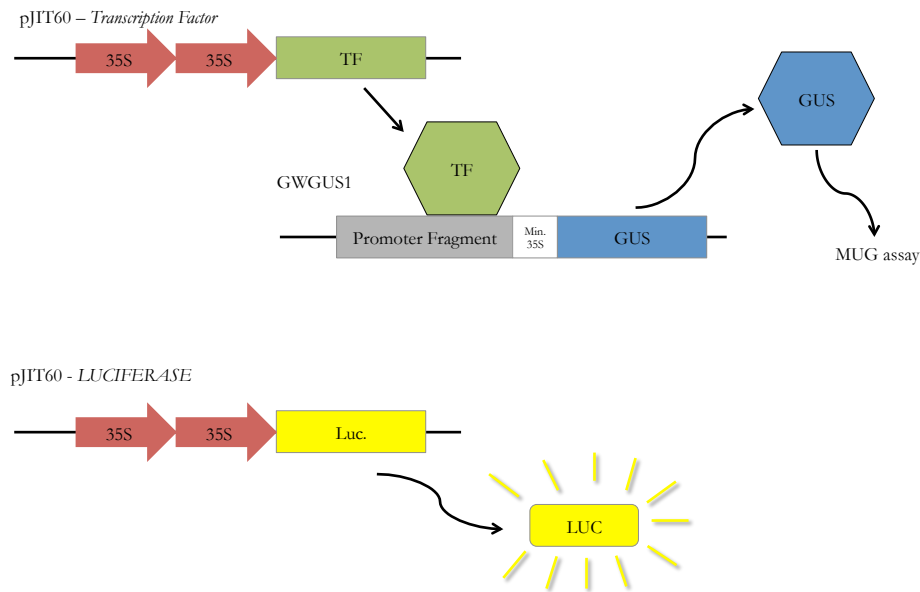 pJIT60 – Transcription Factor
35S
35S
TF
GUS
TF
GWGUS1
Promoter Fragment
Min.
35S
GUS
MUG assay
pJIT60 - LUCIFERASE
35S
35S
Luc.
LUC